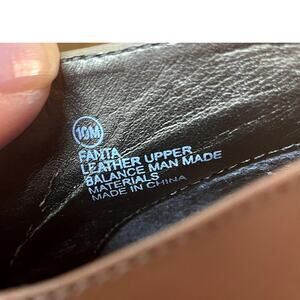 10M
FANTA
LEATHER UPPER
BALANCE MAN MADE
MATERIALS
MADE IN CHINA